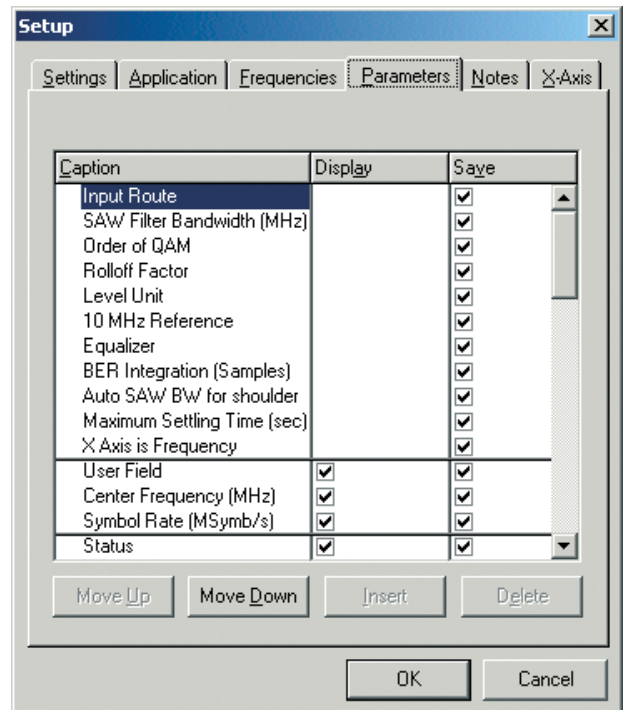 Setup
Settings Application Frequencies Parameters Notes X-Axis
Caption Display Save
Input Route
SAW Filter Bandwidth (MHz)
Order of QAM
Rolloff Factor
Level Unit
10 MHz Reference
Equalizer
BER Integration (Samples)
Auto SAW BW for shoulder
Maximum Settling Time (sec)
X Axis is Frequency
User Field
Center Frequency (MHz)
Symbol Rate (MSymb/s)
Status
Move Up Move Down Insert Delete
OK Cancel